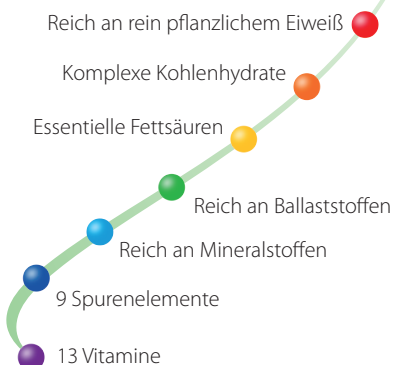 Reich an rein pflanzlichem Eiweiß
Komplexe Kohlenhydrate
Essentielle Fettsäuren
Reich an Ballaststoffen
Reich an Mineralstoffen
9 Spurenelemente
13 Vitamine